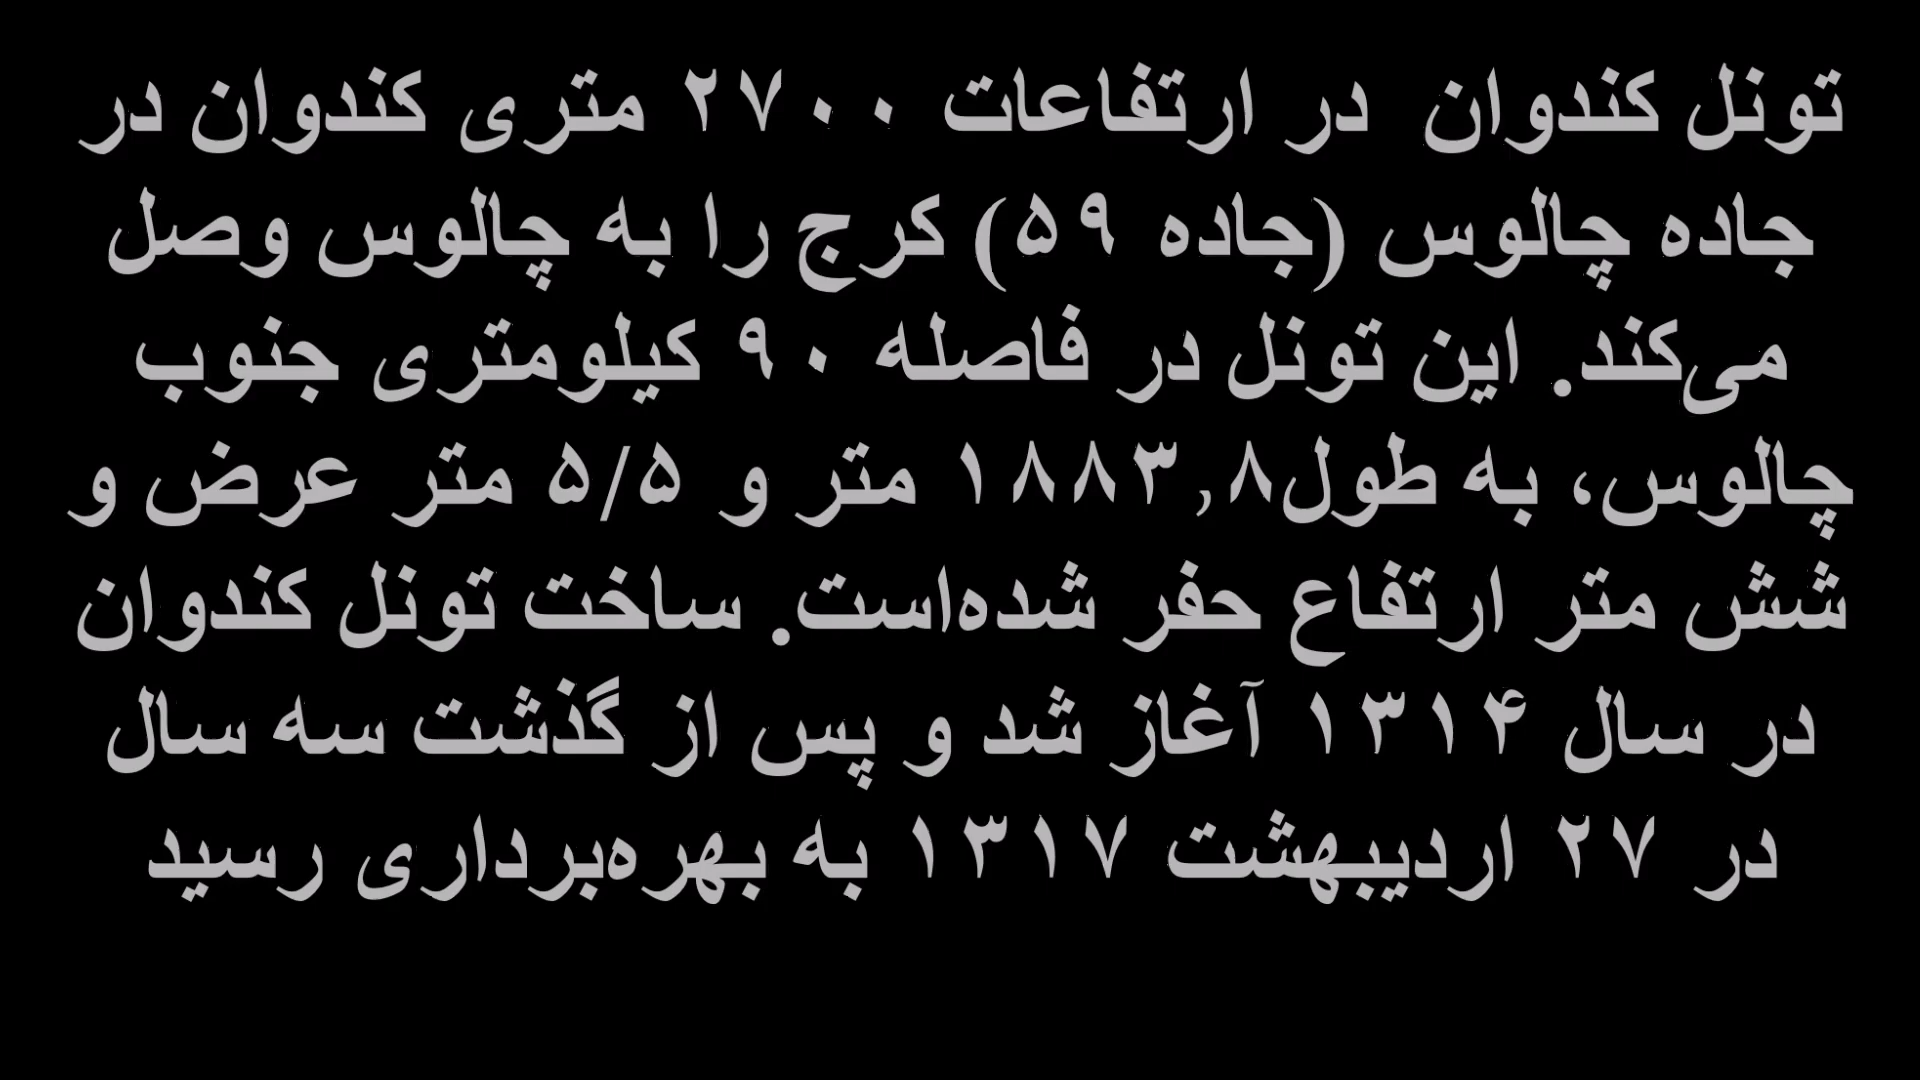 تونل کندوان در ارتفاعات ۲۷۰۰ متری کندوان در
جاده چالوس (جاده ۵۹) کرج را به چالوس وصل
می‌کند. این تونل در فاصله ۹۰ کیلومتری جنوب
چالوس، به طول۱۸۸۳,۸ متر و ۵/۵ متر عرض و
شش متر ارتفاع حفر شده‌است. ساخت تونل کندوان
در سال ۱۳۱۴ آغاز شد و پس از گذشت سه سال
در ۲۷ اردیبهشت ۱۳۱۷ به بهره‌برداری رسید